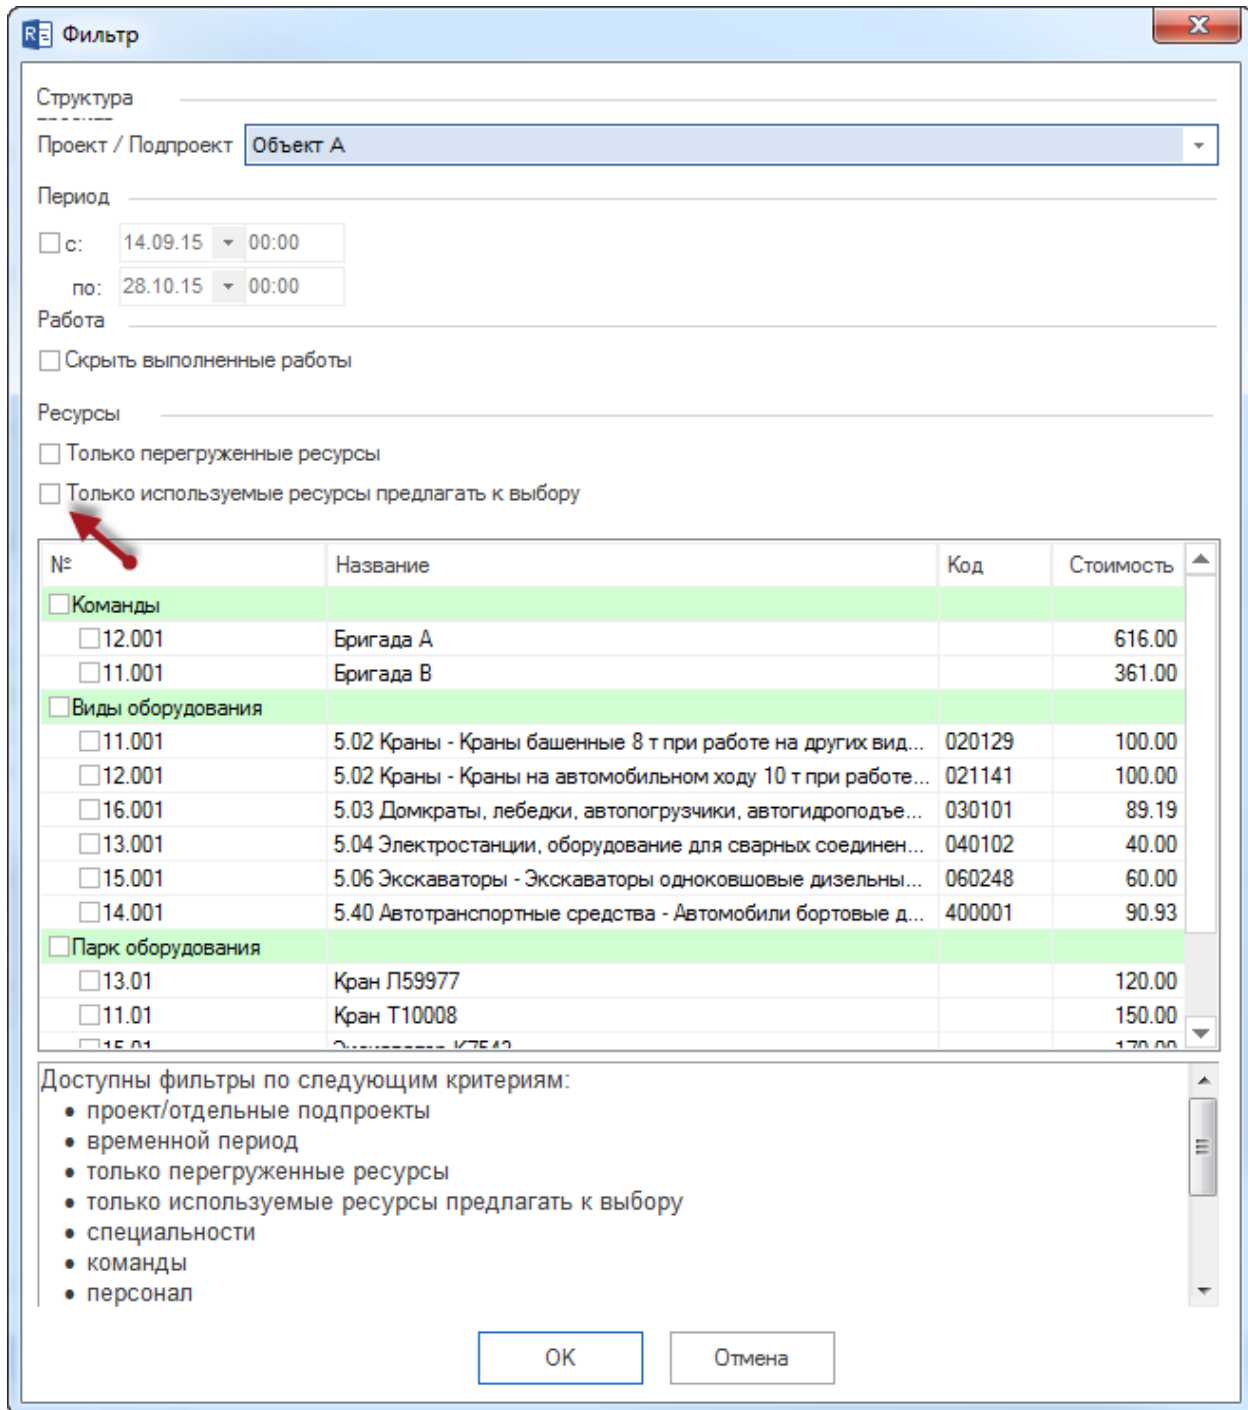 Фильтр
Структура
Проект / Подпроект Объект А
Период
с: 14.09.15 00:00
по: 28.10.15 00:00
Работа
Скрыть выполненные работы
Ресурсы
Только перегруженные ресурсы
Только используемые ресурсы предлагать к выбору
№ Название Код Стоимость
Команды
12.001 Бригада А 616.00
11.001 Бригада В 361.00
Виды оборудования
11.001 5.02 Краны - Краны башенные 8 т при работе на других вид... 020129 100.00
12.001 5.02 Краны - Краны на автомобильном ходу 10 т при работе... 021141 100.00
16.001 5.03 Домкраты, лебедки, автопогрузчики, автогидроподъе... 030101 89.19
13.001 5.04 Электростанции, оборудование для сварных соединен... 040102 40.00
15.001 5.06 Экскаваторы - Экскаваторы одноковшовые дизельны... 060248 60.00
14.001 5.40 Автотранспортные средства - Автомобили бортовые д... 400001 90.93
Парк оборудования
13.01 Кран Л59977 120.00
11.01 Кран Т10008 150.00
15.01 Экскаватор К7543 170.00
Доступны фильтры по следующим критериям:
• проект/отдельные подпроекты
• временной период
• только перегруженные ресурсы
• только используемые ресурсы предлагать к выбору
• специальности
• команды
• персонал
OK Отмена